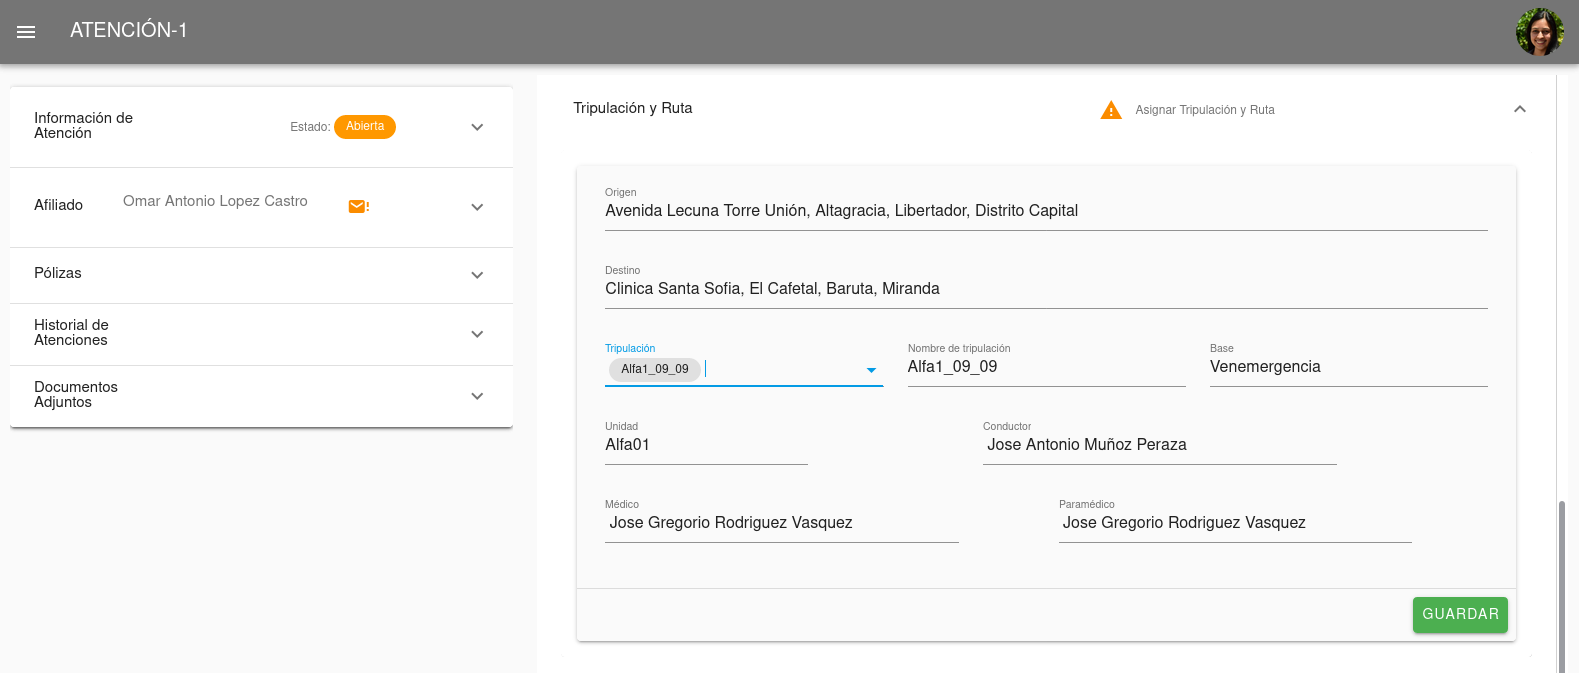 ATENCIÓN-1
Información de
Atención
Estado: Abierta
Afiliado Omar Antonio Lopez Castro
Pólizas
Historial de
Atenciones
Documentos
Adjuntos
Tripulación y Ruta Asignar Tripulación y Ruta
Origen
Avenida Lecuna Torre Unión, Altagracia, Libertador, Distrito Capital
Destino
Clinica Santa Sofia, El Cafetal, Baruta, Miranda
Tripulación Nombre de tripulación Base
Alfa1_09_09 Alfa1_09_09 Venemergencia
Unidad Conductor
Alfa01 Jose Antonio Muñoz Peraza
Médico Paramédico
Jose Gregorio Rodriguez Vasquez Jose Gregorio Rodriguez Vasquez
GUARDAR